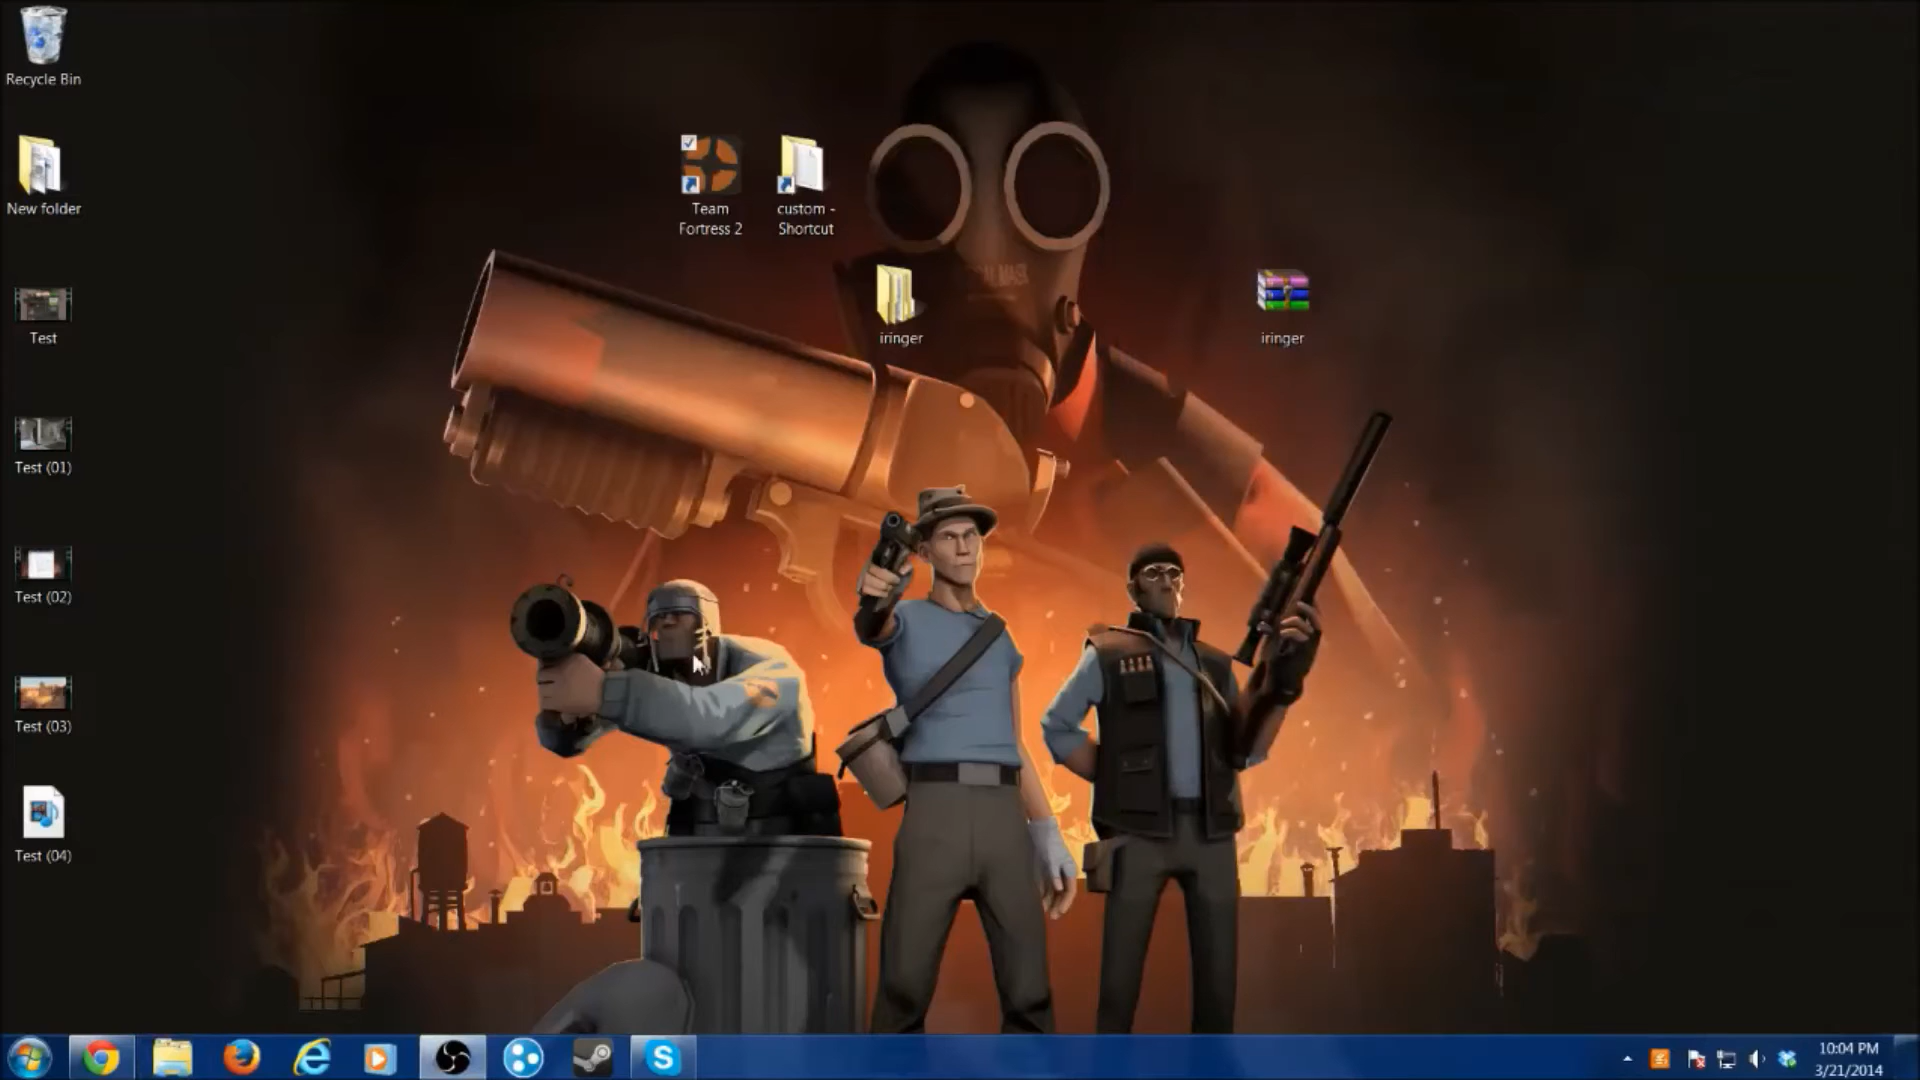 Recycle Bin
New folder
Test
Test (01)
Test (02)
Test (03)
Test (04)
Team
Fortress 2
custom -
Shortcut
iringer
iringer
10:04 PM
3/21/2014